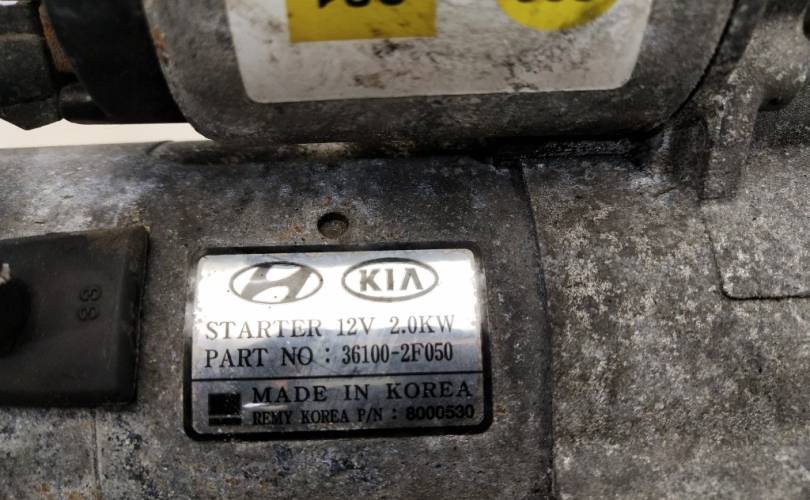 KIA
STARTER 12V 2.0KW
PART NO : 36100-2F050
MADE IN KOREA
REMY KOREA P/N : 8000530